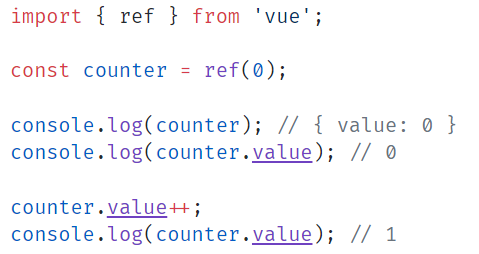 import { ref } from 'vue';

const counter = ref(0);

console.log(counter); // { value: 0 }
console.log(counter.value); // 0

counter.value++;
console.log(counter.value); // 1